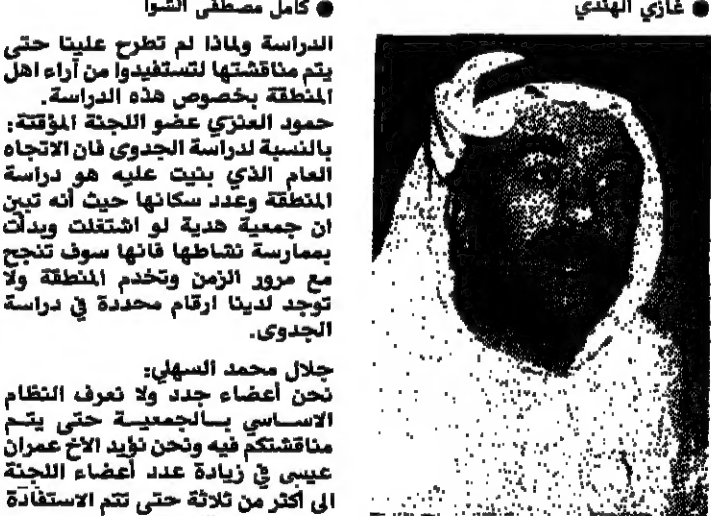 ● غازي الهندي
● كامل مصطفى الشوا
الدراسة ولماذا لم تطرح علينا حتى
يتم مناقشتها لتستفيدوا من آراء اهل
المنطقة بخصوص هذه الدراسة.
حمود العنزي عضو اللجنة المؤقتة:
بالنسبة لدراسة الجدوى فان الاتجاه
العام الذي بنيت عليه هو دراسة
المنطقة وعدد سكانها حيث أنه تبين
ان جمعية هدية لو اشتغلت وبدأت
بممارسة نشاطها فانها سوف تنجح
مع مرور الزمن وتخدم المنطقة ولا
توجد لدينا ارقام محددة في دراسة
الجدوى.
جلال محمد السهلي:
نحن أعضاء جدد ولا نعرف النظام
الاساسي بالجمعية حتى يتم
مناقشتكم فيه ونحن نؤيد الاخ عمران
عيسى في زيادة عدد أعضاء اللجنة
الى اكثر من ثلاثة حتى تتم الاستفادة